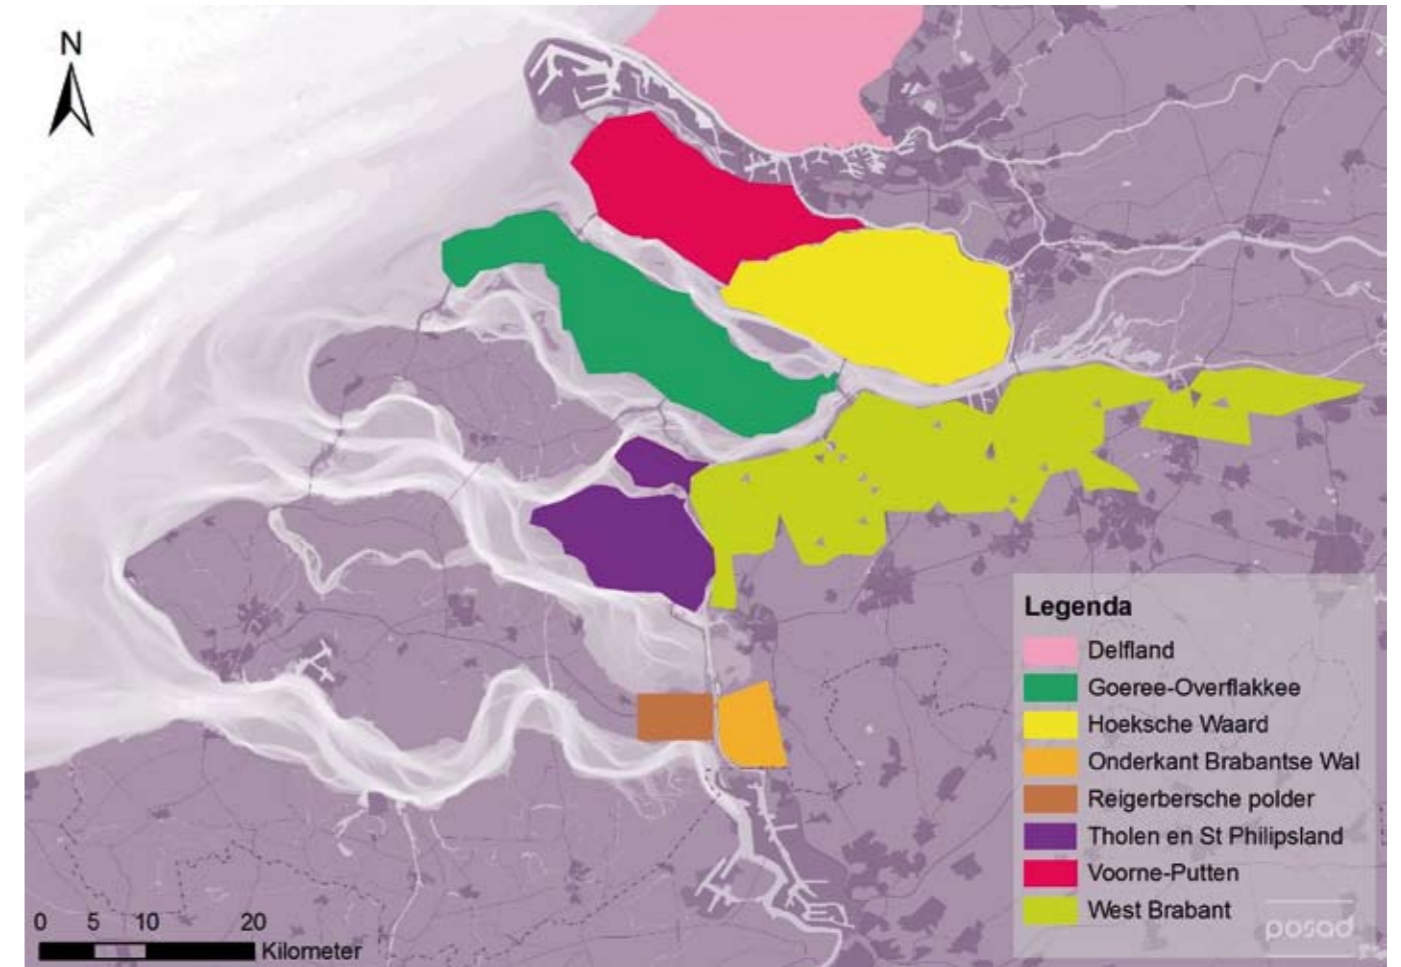 N
Legenda
Delfland
Goeree-Overflakkee
Hoeksche Waard
Onderkant Brabantse Wal
Reigerbersche polder
Tholen en St Philipsland
Voorne-Putten
West Brabant
posad
0 5 10 20
Kilometer